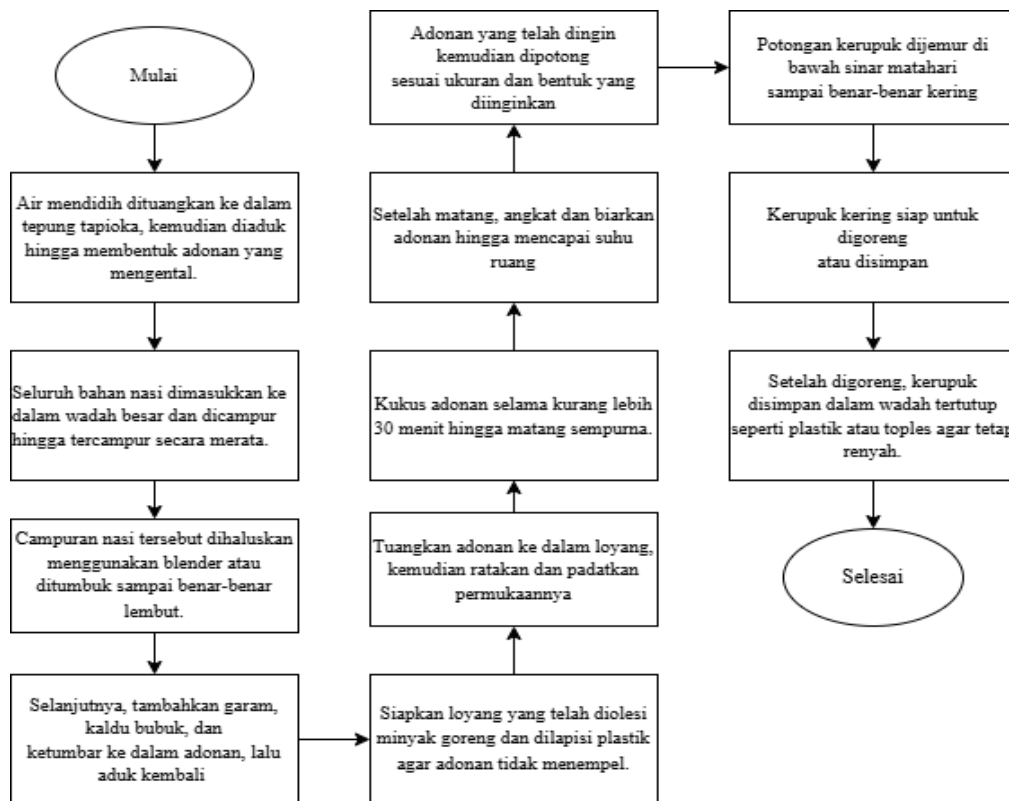 Mulai
Air mendidih dituangkan ke dalam
tepung tapioka, kemudian diaduk
hingga membentuk adonan yang
mengental.
Seluruh bahan nasi dimasukkan ke
dalam wadah besar dan dicampur
hingga tercampur secara merata.
Campuran nasi tersebut dihaluskan
menggunakan blender atau
ditumbuk sampai benar-benar
lembut.
Selanjutnya, tambahkan garam,
kaldu bubuk, dan
ketumbar ke dalam adonan, lalu
aduk kembali
Siapkan loyang yang telah diolesi
minyak goreng dan dilapisi plastik
agar adonan tidak menempel.
Tuangkan adonan ke dalam loyang,
kemudian ratakan dan padatkan
permukaannya
Kukus adonan selama kurang lebih
30 menit hingga matang sempurna.
Setelah matang, angkat dan biarkan
adonan hingga mencapai suhu
ruang
Adonan yang telah dingin
kemudian dipotong
sesuai ukuran dan bentuk yang
diinginkan
Potongan kerupuk dijemur di
bawah sinar matahari
sampai benar-benar kering
Kerupuk kering siap untuk
digoreng
atau disimpan
Setelah digoreng, kerupuk
disimpan dalam wadah tertutup
seperti plastik atau toples agar tetap
renyah.
Selesai